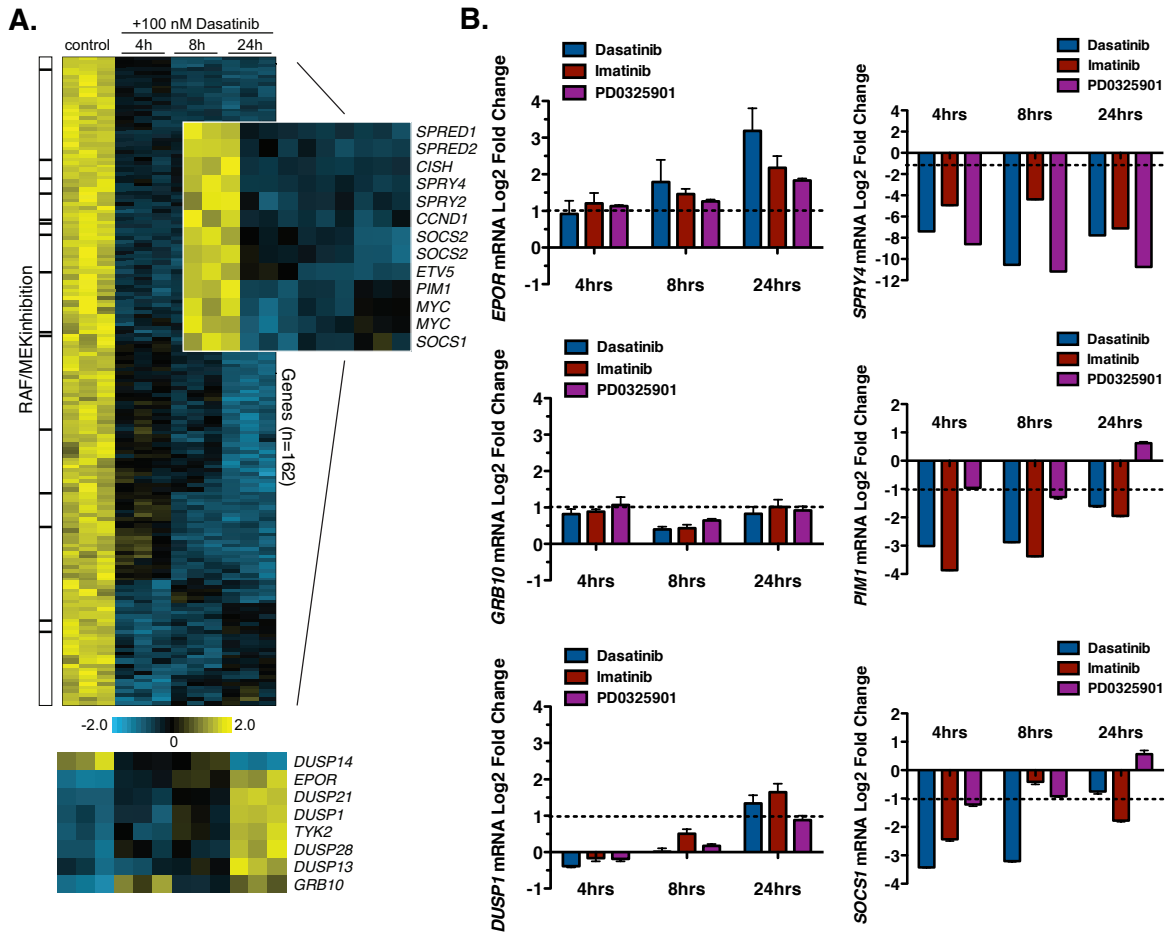 A.
+100 nM Dasatinib
control 4h 8h 24h
RAF/MEKinhibition
SPRED1
SPRED2
CISH
SPRY4
SPRY2
CCND1
SOCS2
SOCS2
ETV5
PIM1
MYC
MYC
SOCS1
Genes (n=162)
-2.0 2.0
0
DUSP14
EPOR
DUSP21
DUSP1
TYK2
DUSP28
DUSP13
GRB10
B.
EPOR mRNA Log2 Fold Change
Dasatinib
Imatinib
PD0325901
4
3
2
1
0
-1
4hrs 8hrs 24hrs
SPRY4 mRNA Log2 Fold Change
Dasatinib
Imatinib
PD0325901
4hrs 8hrs 24hrs
4
2
0
-2
-4
-6
-8
-10
-12
GRB10 mRNA Log2 Fold Change
Dasatinib
Imatinib
PD0325901
4
3
2
1
0
-1
4hrs 8hrs 24hrs
PIM1 mRNA Log2 Fold Change
Dasatinib
Imatinib
PD0325901
4hrs 8hrs 24hrs
2
1
0
-1
-2
-3
-4
DUSP1 mRNA Log2 Fold Change
Dasatinib
Imatinib
PD0325901
4
3
2
1
0
-1
4hrs 8hrs 24hrs
SOCS1 mRNA Log2 Fold Change
Dasatinib
Imatinib
PD0325901
4hrs 8hrs 24hrs
2
1
0
-1
-2
-3
-4